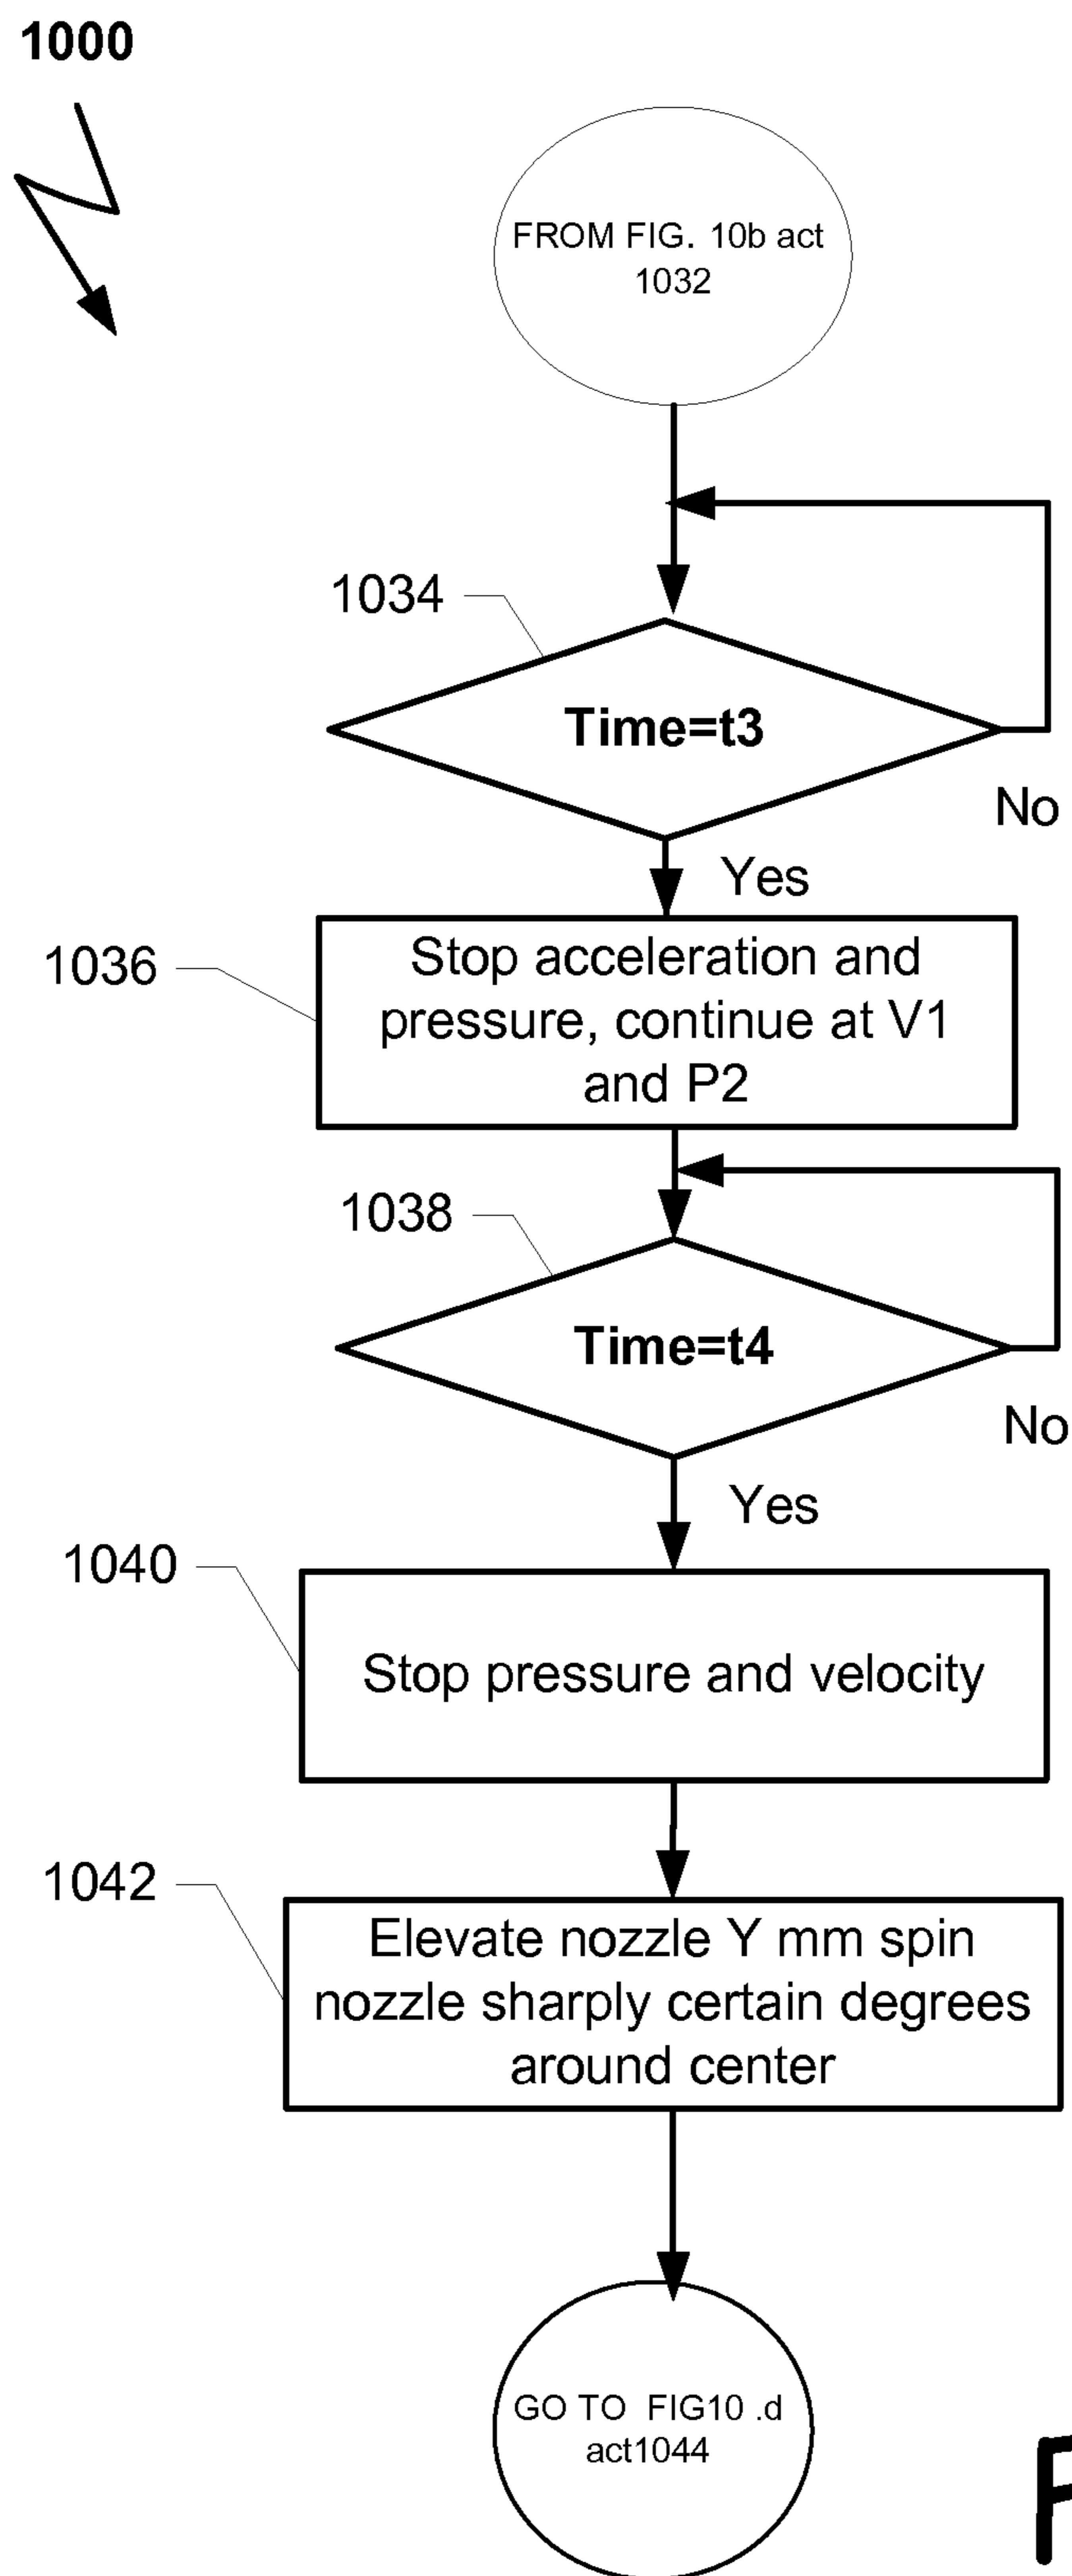 1000
FROM FIG. 10b act
1032
1034
Time=t3
No
Yes
1036
Stop acceleration and
pressure, continue at V1
and P2
1038
Time=t4
No
Yes
1040
Stop pressure and velocity
1042
Elevate nozzle Y mm spin
nozzle sharply certain degrees
around center
GO TO FIG10 .d
act1044